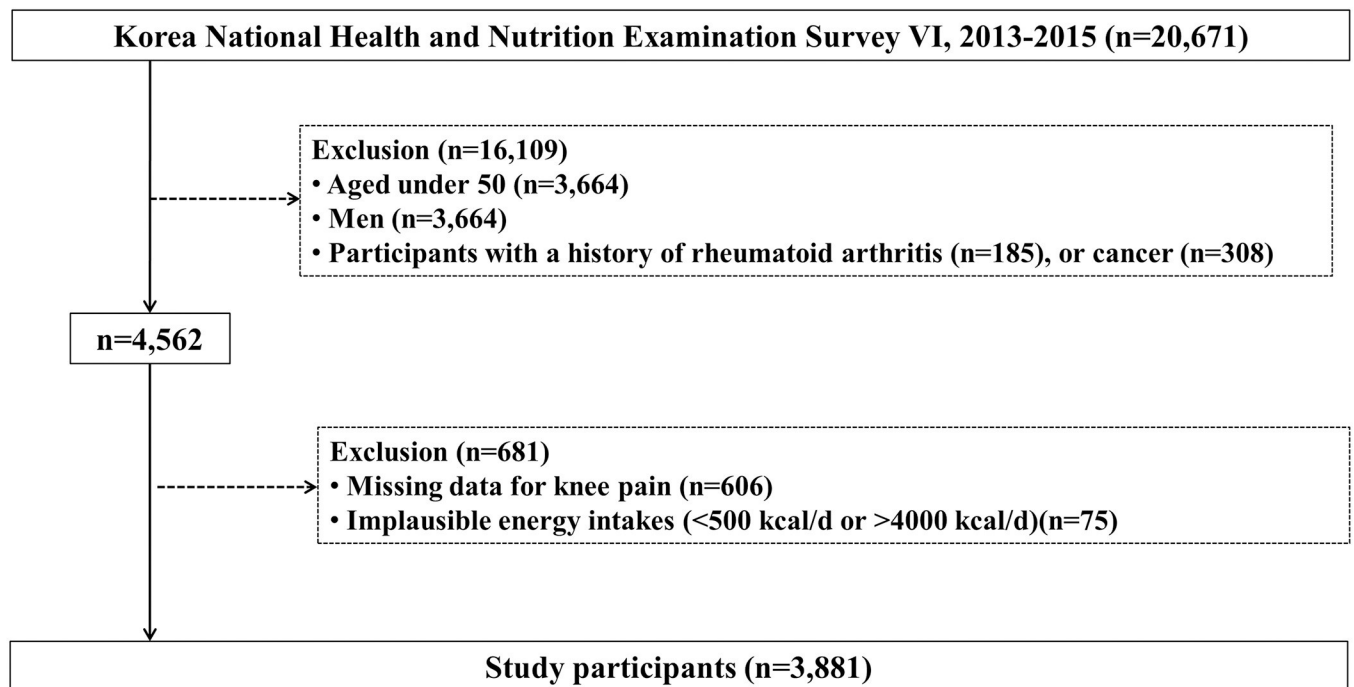 Korea National Health and Nutrition Examination Survey VI, 2013-2015 (n=20,671)
Exclusion (n=16,109)
• Aged under 50 (n=3,664)
• Men (n=3,664)
• Participants with a history of rheumatoid arthritis (n=185), or cancer (n=308)
n=4,562
Exclusion (n=681)
• Missing data for knee pain (n=606)
• Implausible energy intakes (<500 kcal/d or >4000 kcal/d)(n=75)
Study participants (n=3,881)